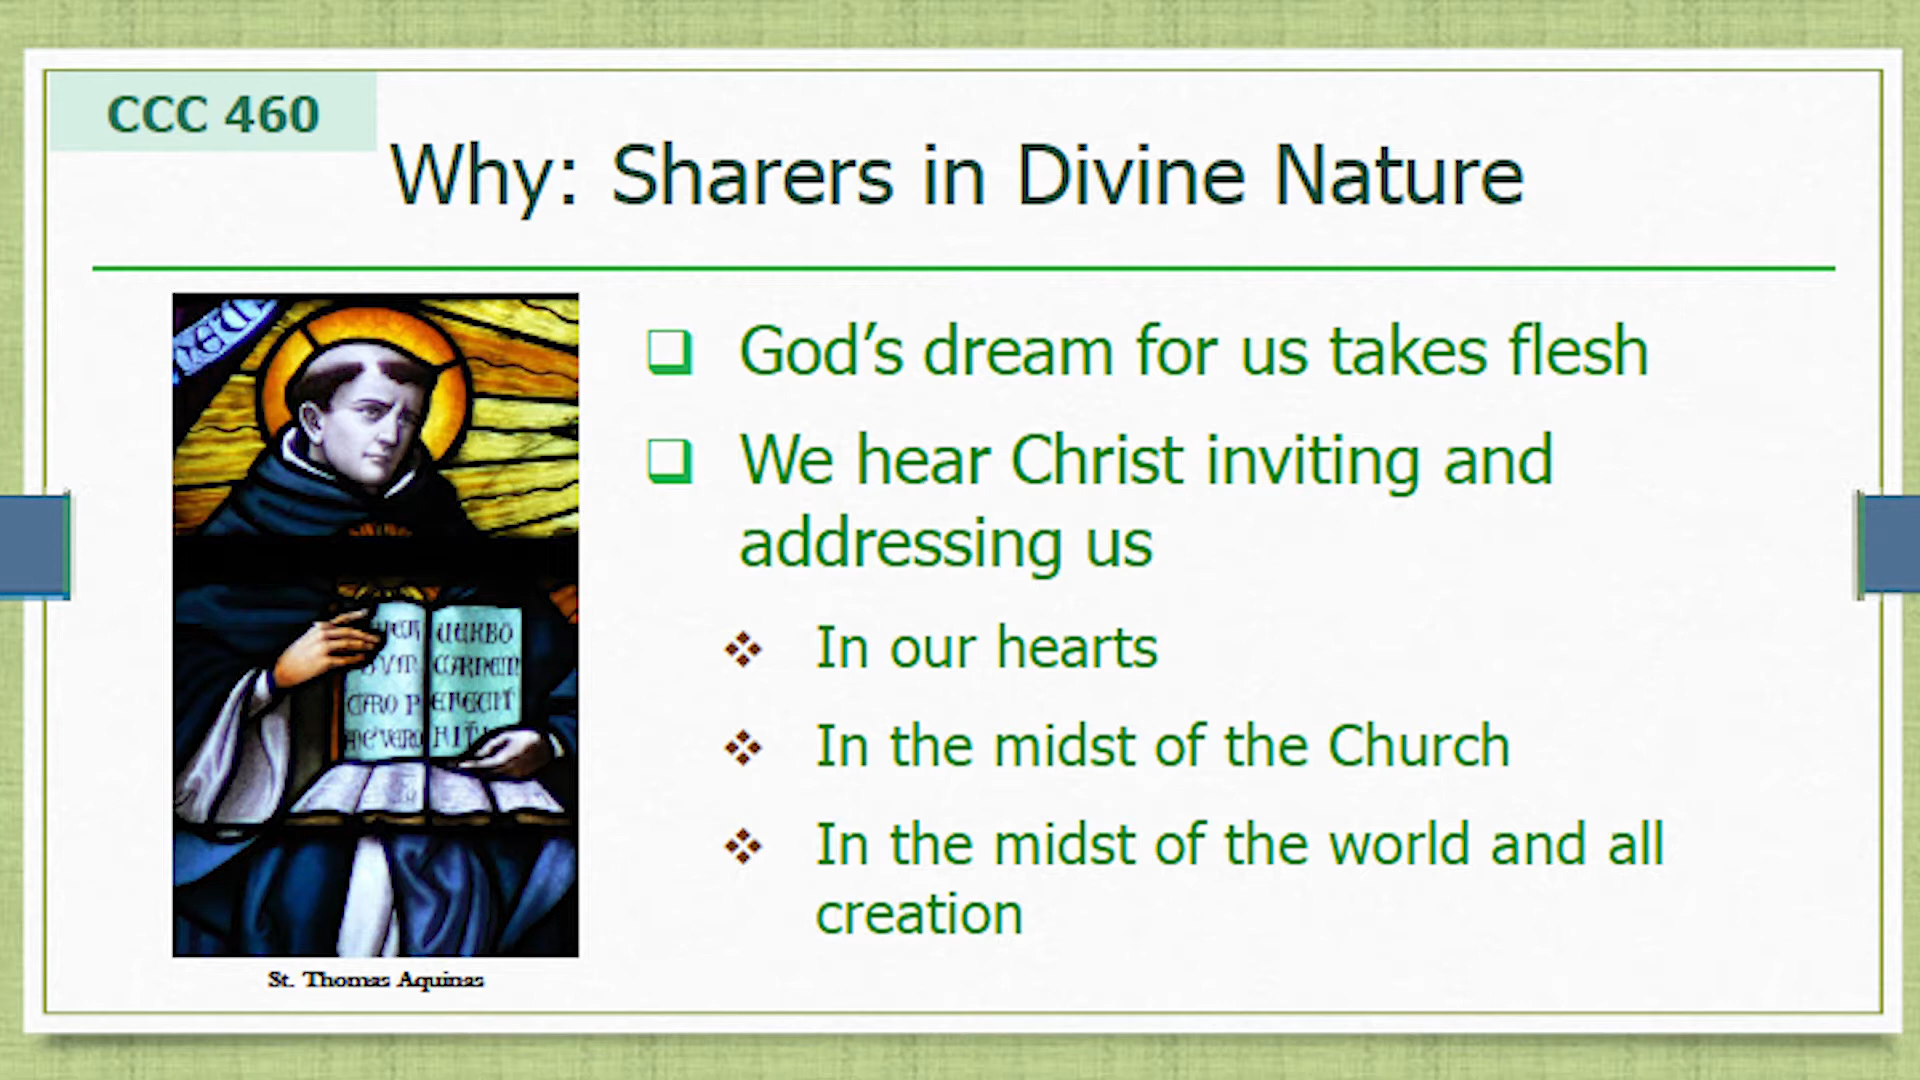 CCC 460
Why: Sharers in Divine Nature
God’s dream for us takes flesh
We hear Christ inviting and
addressing us
In our hearts
In the midst of the Church
In the midst of the world and all
creation
CARO P
St. Thomas Aquinas